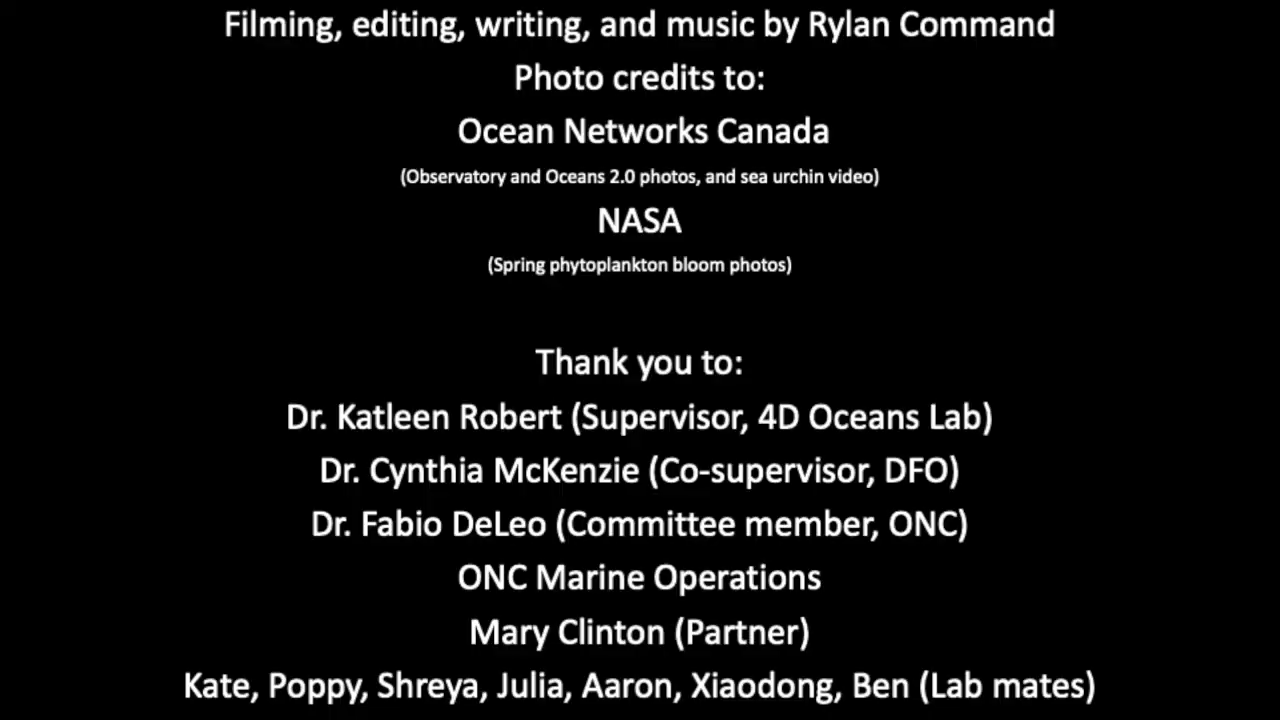 Filming, editing, writing, and music by Rylan Command
Photo credits to:
Ocean Networks Canada
(Observatory and Oceans 2.0 photos, and sea urchin video)
NASA
(Spring phytoplankton bloom photos)
Thank you to:
Dr. Katleen Robert (Supervisor, 4D Oceans Lab)
Dr. Cynthia McKenzie (Co-supervisor, DFO)
Dr. Fabio DeLeo (Committee member, ONC)
ONC Marine Operations
Mary Clinton (Partner)
Kate, Poppy, Shreya, Julia, Aaron, Xiaodong, Ben (Lab mates)